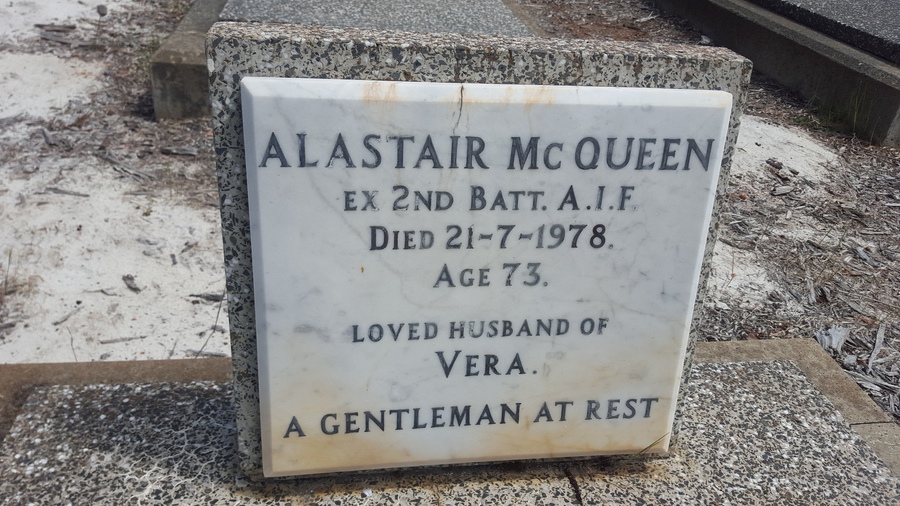 ALASTAIR MCQUEEN
EX 2ND BATT. A.I.F
DIED 21-7-1978.
AGE 73.
LOVED HUSBAND OF
VERA.
A GENTLEMAN AT REST